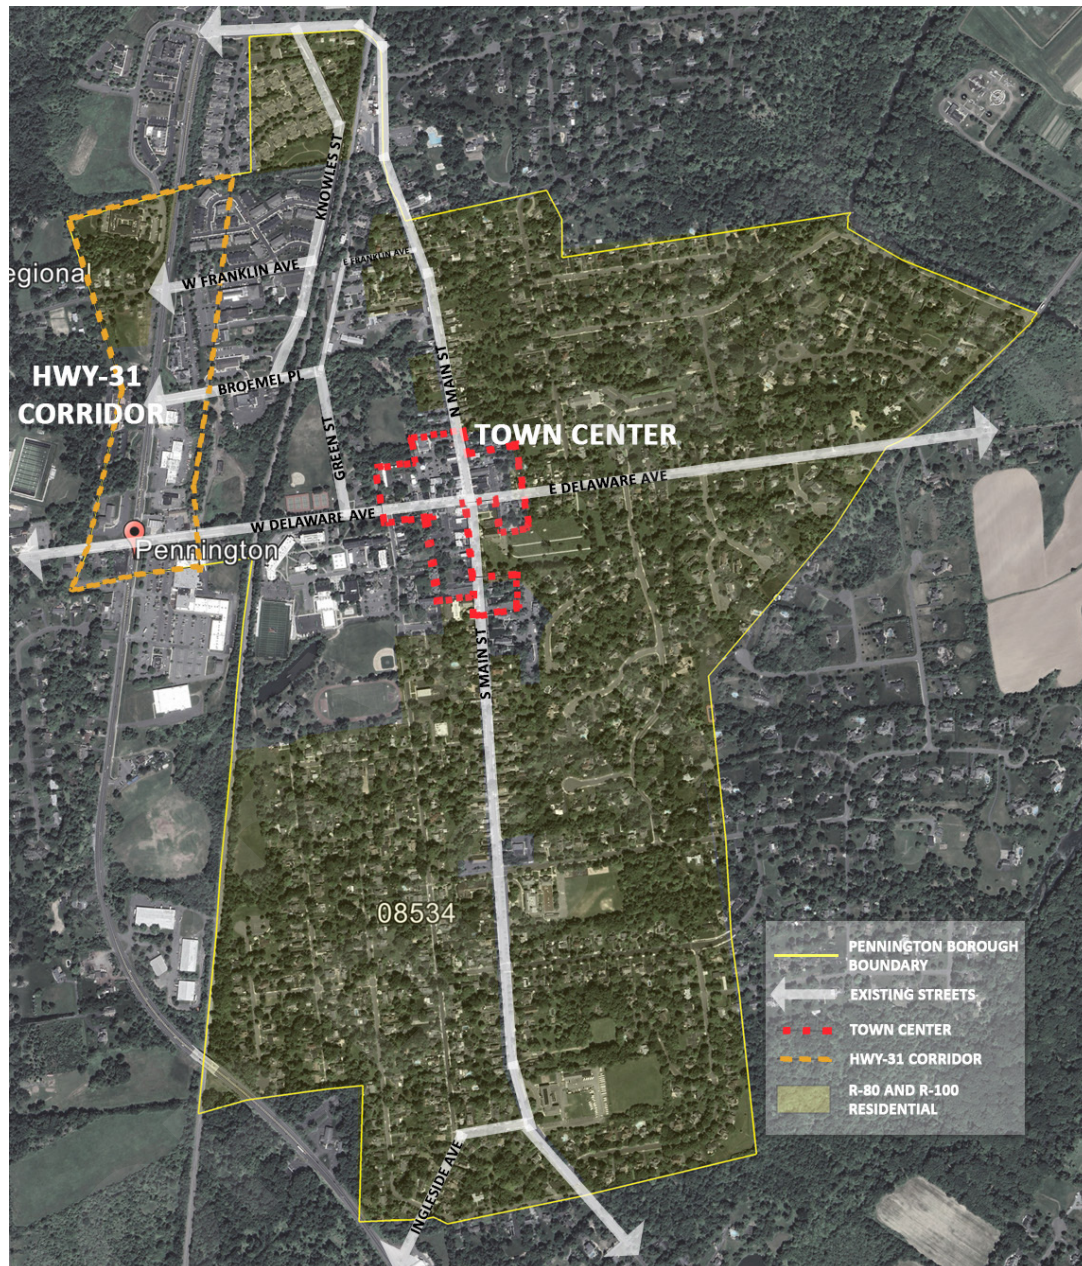 KNOWLES ST
E FRANKLIN AVE
W FRANKLIN AVE
egional
HWY-31
CORRIDOR
BROEMEL PL
N MAIN ST
GREEN ST
TOWN CENTER
E DELAWARE AVE
W DELAWARE AVE
Pennington
S MAIN ST
08534
INGLESIDE AVE
PENNINGTON BOROUGH
BOUNDARY
EXISTING STREETS
TOWN CENTER
HWY-31 CORRIDOR
R-80 AND R-100
RESIDENTIAL